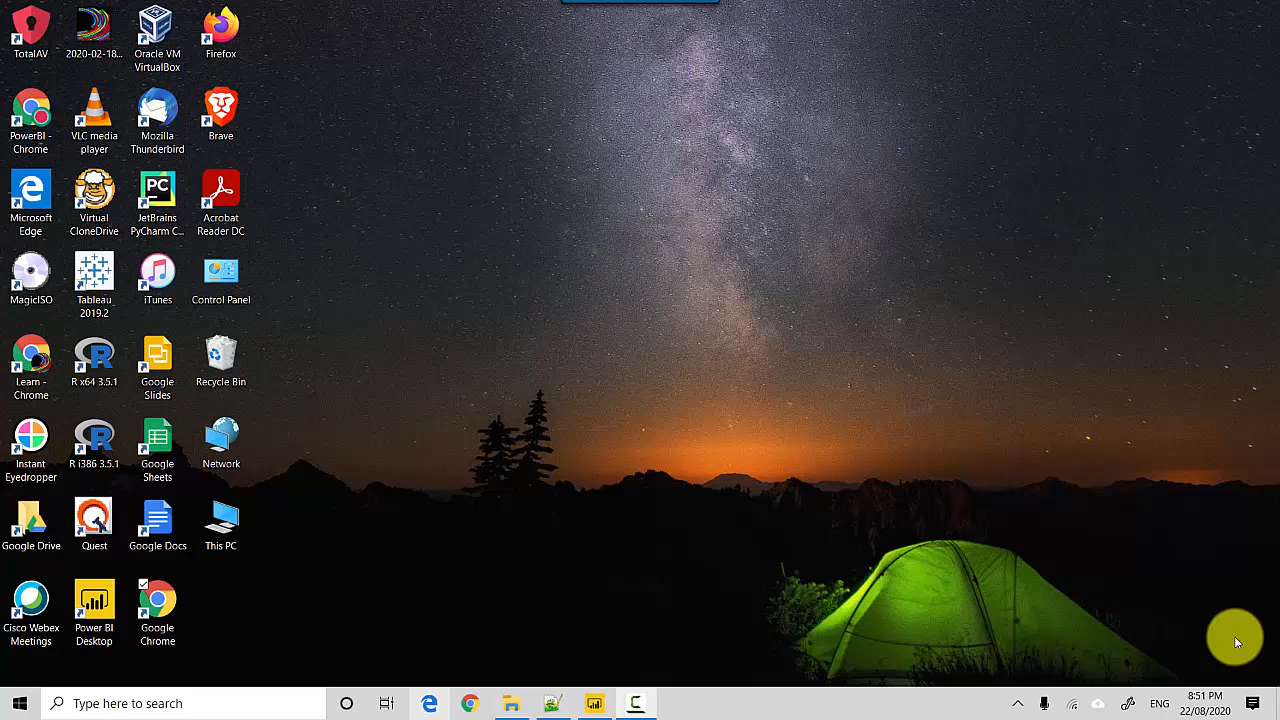 TotalAV
2020-02-18...
Oracle VM
VirtualBox
Firefox
PowerBI -
Chrome
VLC media
player
Mozilla
Thunderbird
Brave
PC
Microsoft
Edge
Virtual
CloneDrive
JetBrains
PyCharm C...
Acrobat
Reader DC
MagicISO
Tableau
2019.2
iTunes
Control Panel
Learn -
Chrome
R x64 3.5.1
Google
Slides
Recycle Bin
Instant
Eyedropper
R i386 3.5.1
Google
Sheets
Network
Google Drive
Quest
Google Docs
This PC
Cisco Webex
Meetings
Power BI
Desktop
Google
Chrome
Type here to search
ENG
8:51 PM
22/08/2020